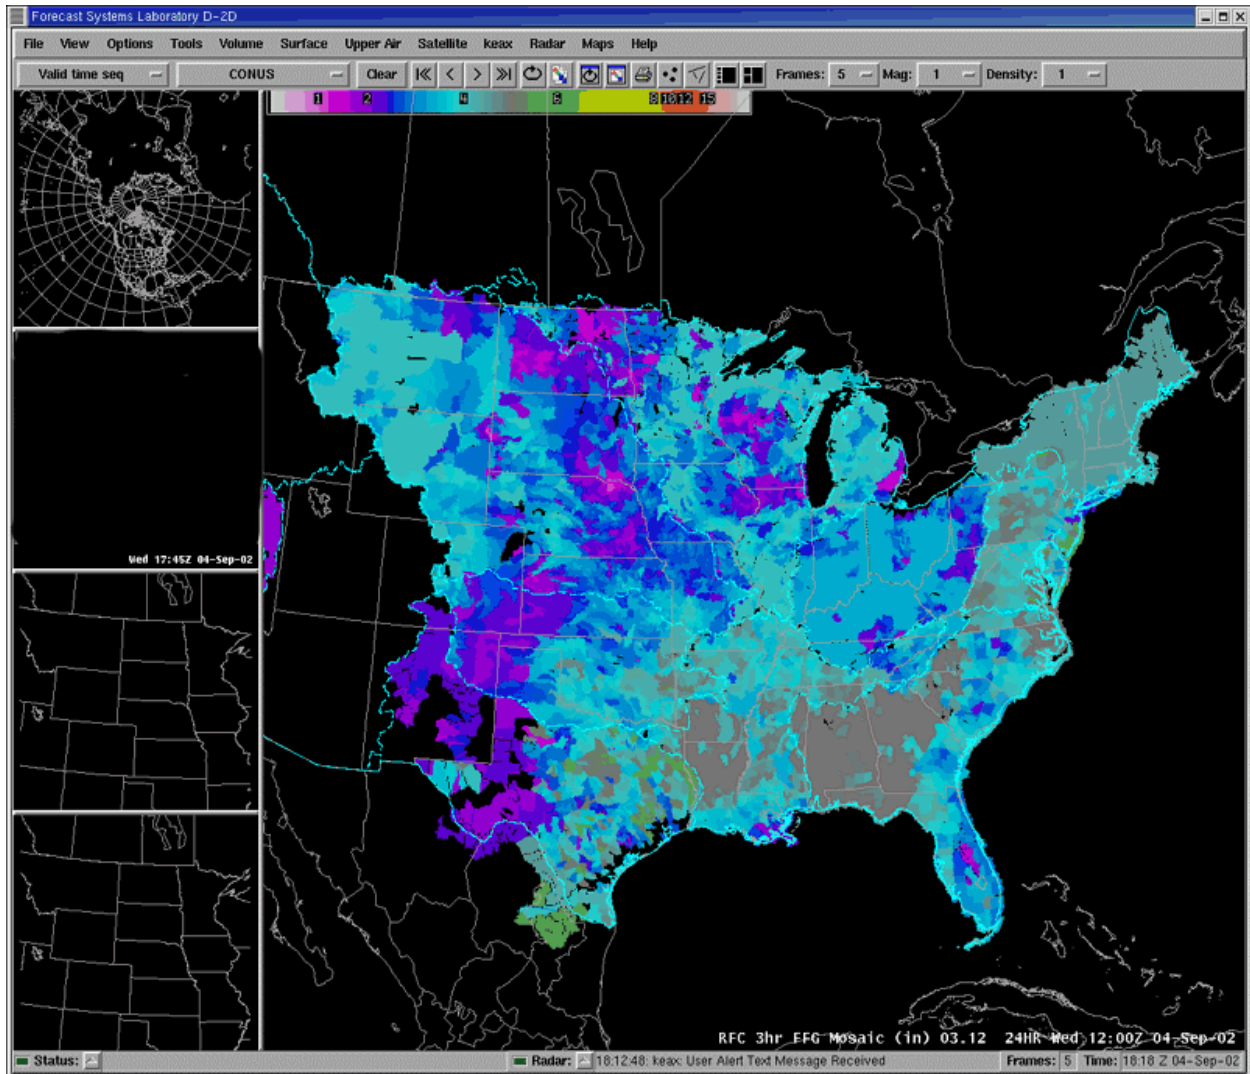 Forecast Systems Laboratory D-2D
File View Options Tools Volume Surface Upper Air Satellite keax Radar Maps Help
Valid time seq CONUS Clear Frames: 5 Mag: 1 Density: 1
1 2 4 6 8 10 12 15
Wed 17:45Z 04-Sep-02
RFC 3hr FFG Mosaic (in) 03.12 24HR Wed 12:00Z 04-Sep-02
Status: Radar: 18:12:48: keax: User Alert Text Message Received Frames: 5 Time: 18:18 Z 04-Sep-02